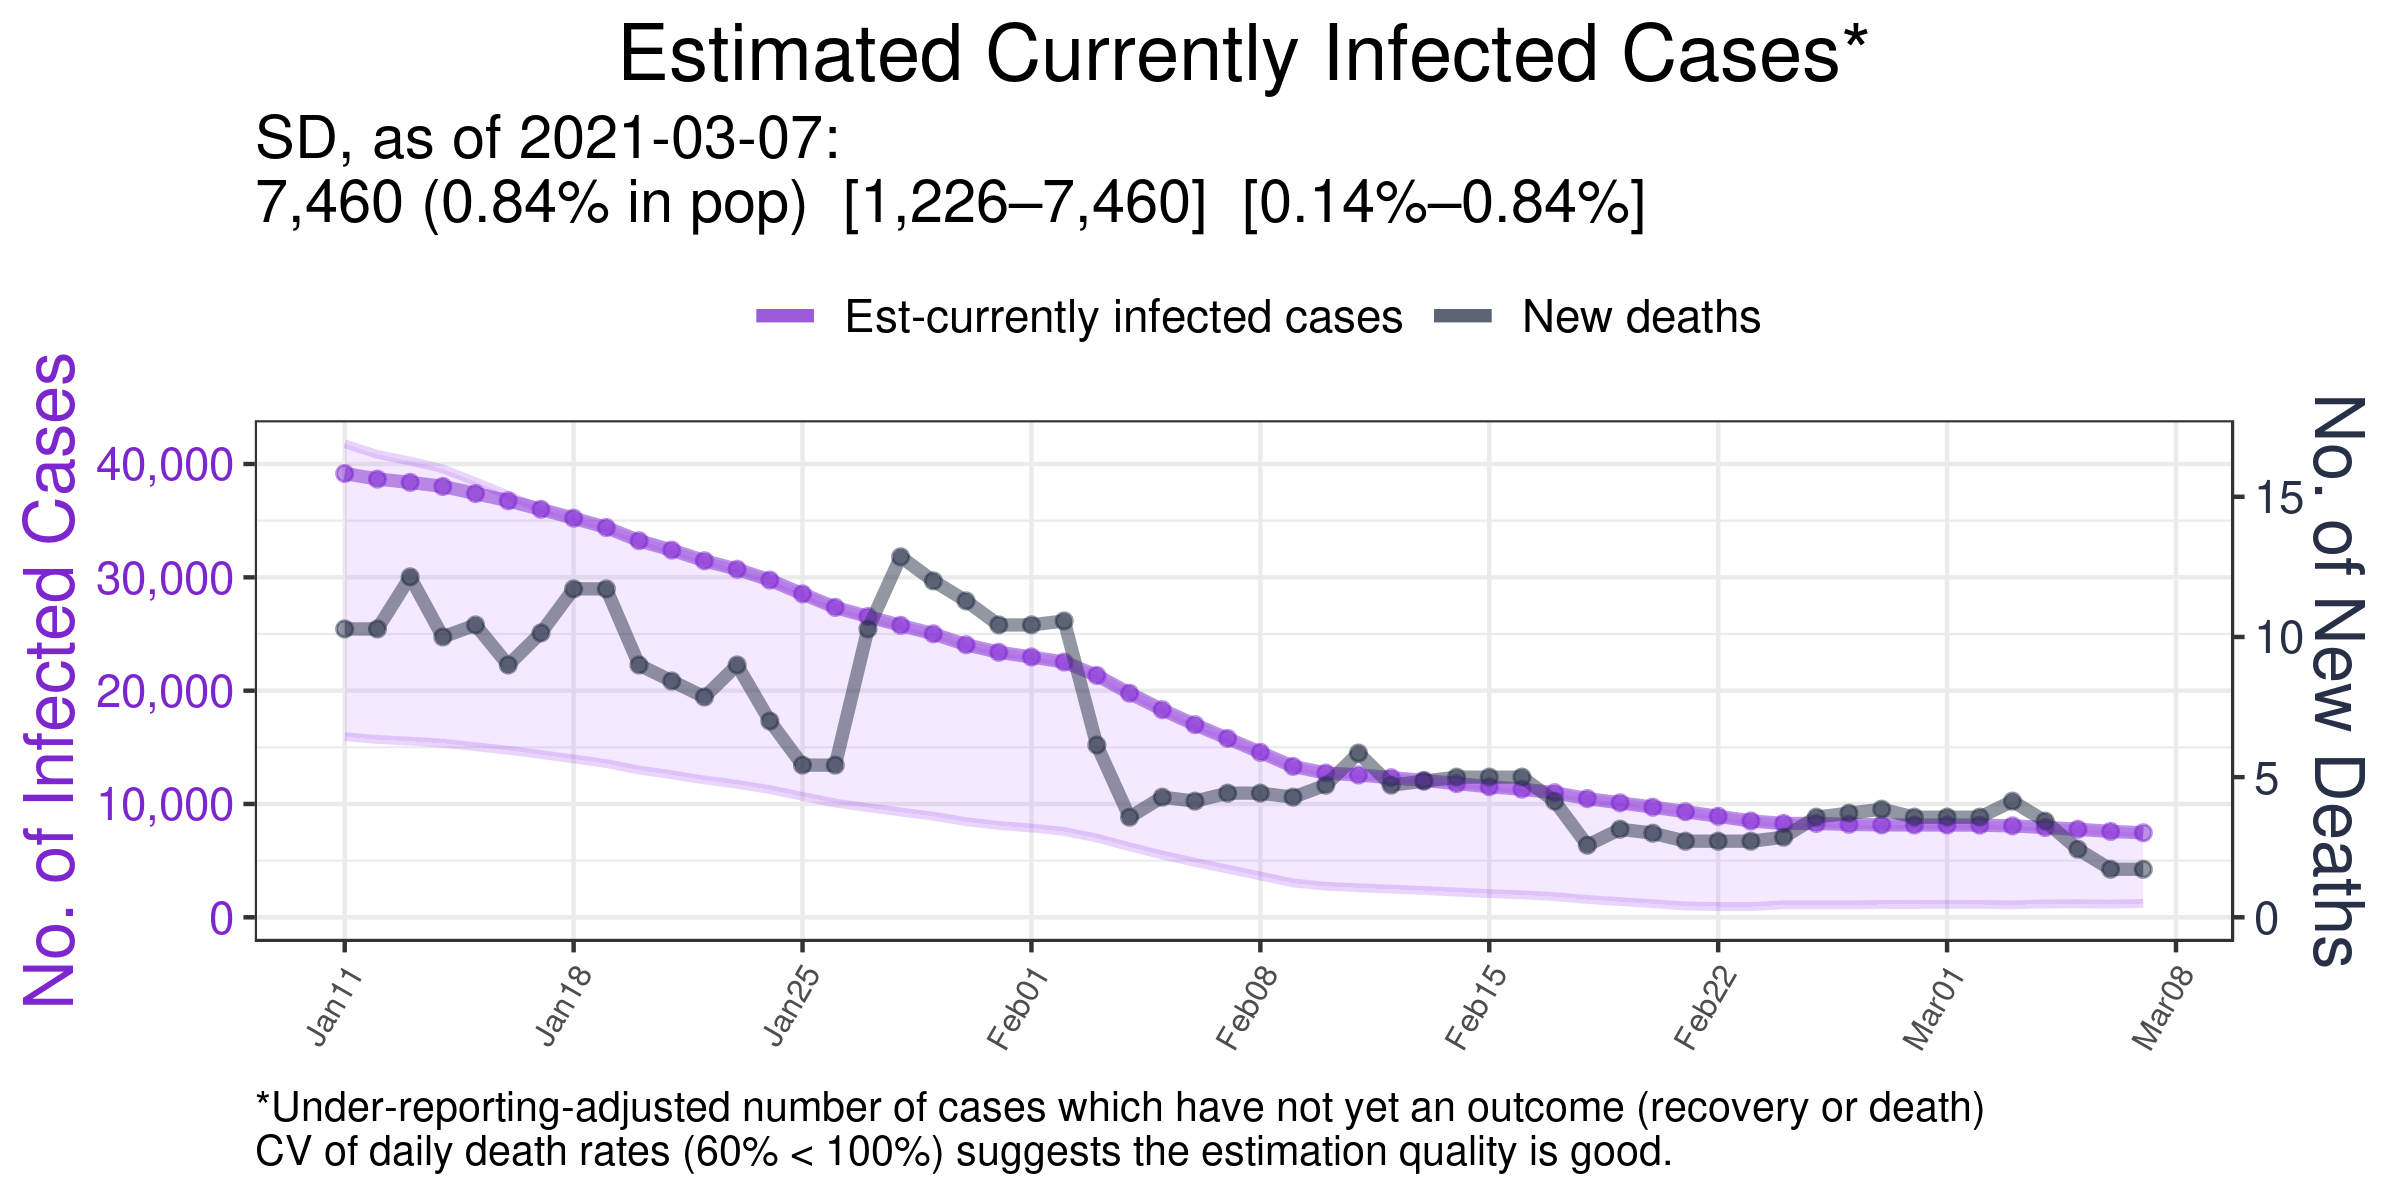 Estimated Currently Infected Cases*
SD, as of 2021-03-07:
7,460 (0.84% in pop) [1,226–7,460] [0.14%–0.84%]
Est-currently infected cases New deaths
No. of Infected Cases
40,000
30,000
20,000
10,000
0
15
10
5
0
No. of New Deaths
Jan11 Jan18 Jan25 Feb01 Feb08 Feb15 Feb22 Mar01 Mar08
*Under-reporting-adjusted number of cases which have not yet an outcome (recovery or death)
CV of daily death rates (60% < 100%) suggests the estimation quality is good.